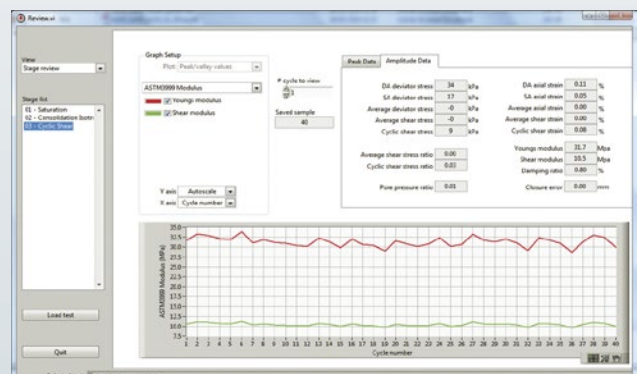 Review.vi
View
Stage review
Stage list
01 - Saturation
02 - Consolidation Isotro
03 - Cyclic Shear
Load test
Quit
Graph Setup
Plot: Peak/valley values
ASTM3999 Modulus
Youngs modulus
Shear modulus
Y axis Autoscale
X axis Cycle number
# cycle to view
3
Saved sample
40
Peak Data
Amplitude Data
DA deviator stress 34 kPa
SA deviator stress 17 kPa
Average deviator stress -0 kPa
Average shear stress -0 kPa
Cyclic shear stress 9 kPa
Average shear stress ratio 0.00
Cyclic shear stress ratio 0.02
Pore pressure ratio 0.01
DA axial strain 0.11 %
SA axial strain 0.05 %
Average axial strain 0.00 %
Average shear strain 0.00 %
Cyclic shear strain 0.08 %
Youngs modulus 31.7 Mpa
Shear modulus 10.5 Mpa
Damping ratio 0.80 %
Closure error 0.00 mm
ASTM3999 Modulus (MPa)
35.0
32.5
30.0
27.5
25.0
22.5
20.0
17.5
15.0
12.5
10.0
7.5
1 2 3 4 5 6 7 8 9 10 11 12 13 14 15 16 17 18 19 20 21 22 23 24 25 26 27 28 29 30 31 32 33 34 35 36 37 38 39 40
Cycle number